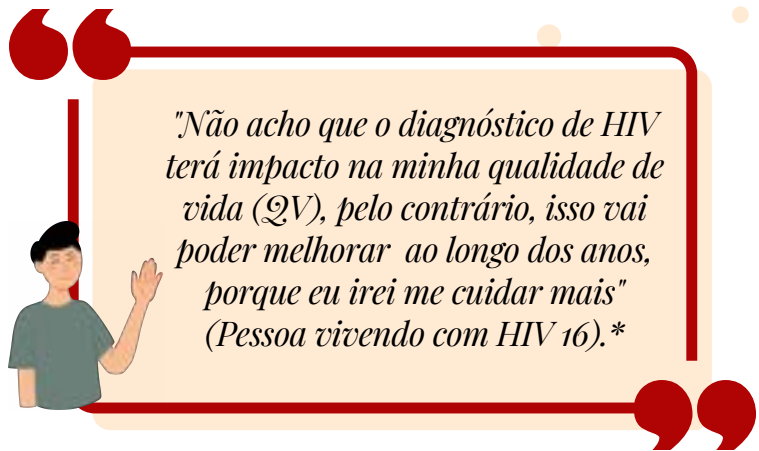 "Não acho que o diagnóstico de HIV
terá impacto na minha qualidade de
vida (QV), pelo contrário, isso vai
poder melhorar ao longo dos anos,
porque eu irei me cuidar mais"
(Pessoa vivendo com HIV 16).*